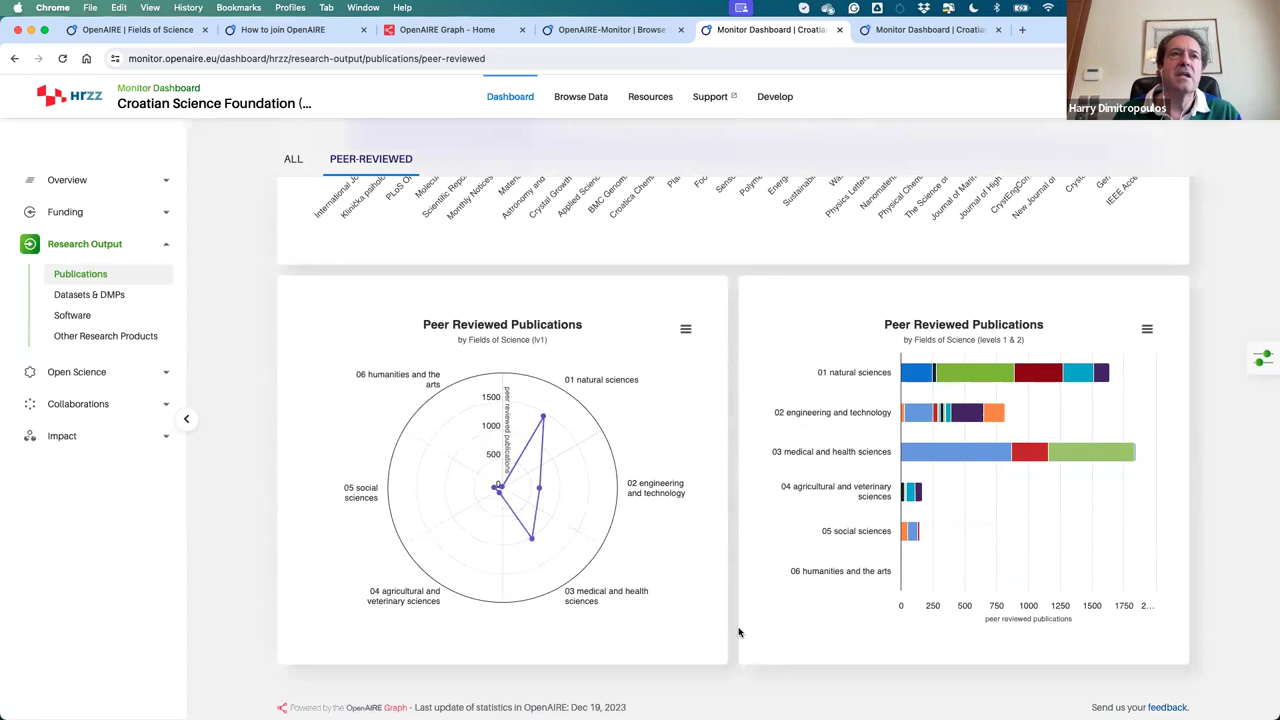 Chrome File Edit View History Bookmarks Profiles Tab Window Help
OpenAIRE | Fields of Science
How to join OpenAIRE
OpenAIRE Graph - Home
OpenAIRE-Monitor | Browse
Monitor Dashboard | Croatia
Monitor Dashboard | Croatia
monitor.openaire.eu/dashboard/hrzz/research-output/publications/peer-reviewed
Harry Dimitropoulos
HRZZ
Monitor Dashboard
Croatian Science Foundation (...
Dashboard Browse Data Resources Support Develop
ALL PEER-REVIEWED
Overview
Funding
Research Output
Publications
Datasets & DMPs
Software
Other Research Products
Open Science
Collaborations
Impact
Peer Reviewed Publications
by Fields of Science (lv1)
06 humanities and the
arts
01 natural sciences
02 engineering
and technology
03 medical and health
sciences
04 agricultural and
veterinary sciences
05 social
sciences
1500
1000
500
0
peer reviewed publications
Peer Reviewed Publications
by Fields of Science (levels 1 & 2)
01 natural sciences
02 engineering and technology
03 medical and health sciences
04 agricultural and veterinary
sciences
05 social sciences
06 humanities and the arts
0 250 500 750 1000 1250 1500 1750 2...
peer reviewed publications
Powered by the OpenAIRE Graph - Last update of statistics in OpenAIRE: Dec 19, 2023
Send us your feedback.